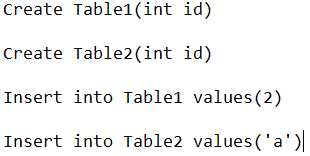 Create Table1(int id)
Create Table2(int id)
Insert into Table1 values(2)
Insert into Table2 values('a')